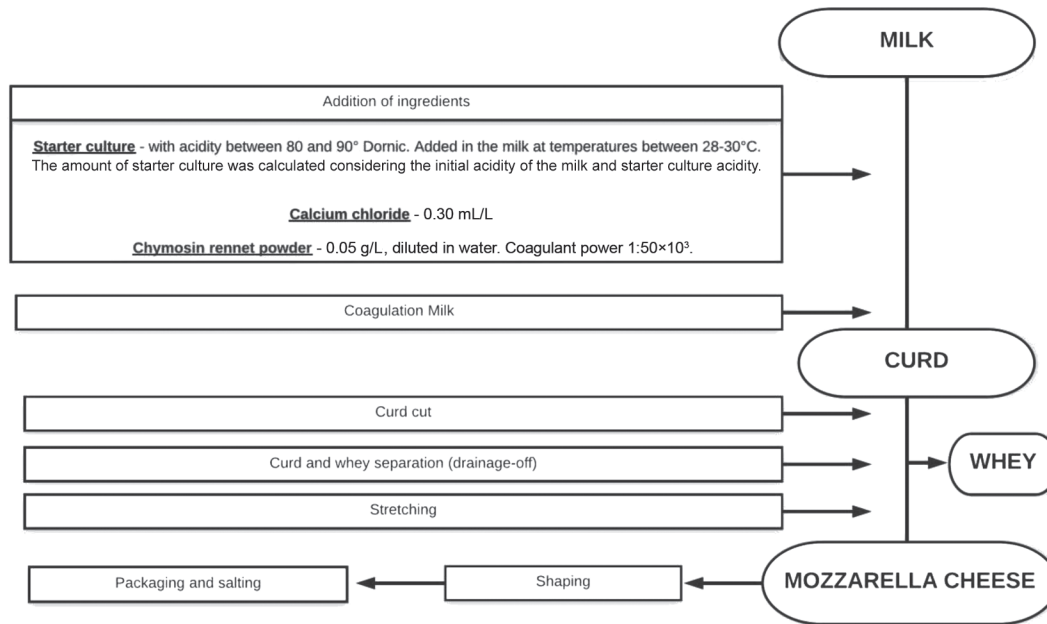 MILK
Addition of ingredients
Starter culture - with acidity between 80 and 90° Dornic. Added in the milk at temperatures between 28-30°C.
The amount of starter culture was calculated considering the initial acidity of the milk and starter culture acidity.
Calcium chloride - 0.30 mL/L
Chymosin rennet powder - 0.05 g/L, diluted in water. Coagulant power 1:50×10³.
Coagulation Milk
CURD
Curd cut
Curd and whey separation (drainage-off)
WHEY
Stretching
MOZZARELLA CHEESE
Shaping
Packaging and salting